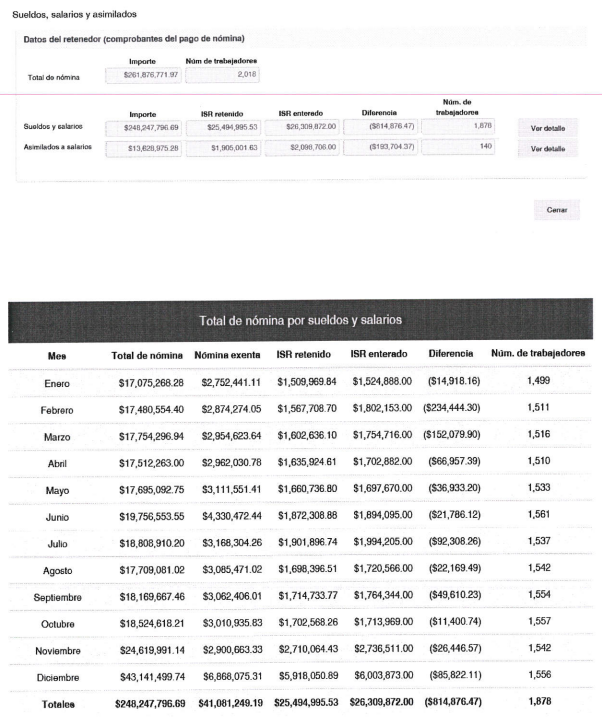 Sueldos, salarios y asimilados
Datos del retenedor (comprobantes del pago de nómina)
Importe Núm de trabajadores
Total de nómina $261,876,771.97 2,018
Importe ISR retenido ISR enterado Diferencia Núm. de trabajadores
Sueldos y salarios $248,247,796.69 $25,494,995.53 $26,309,872.00 ($814,876.47) 1,878 Ver detalle
Asimilados a salarios $13,628,975.28 $1,905,001.63 $2,098,706.00 ($193,704.37) 140 Ver detalle
Cerrar
Total de nómina por sueldos y salarios
Mes Total de nómina Nómina exenta ISR retenido ISR enterado Diferencia Núm. de trabajadores
Enero $17,075,268.28 $2,752,441.11 $1,509,969.84 $1,524,888.00 ($14,918.16) 1,499
Febrero $17,480,554.40 $2,874,274.05 $1,567,708.70 $1,802,153.00 ($234,444.30) 1,511
Marzo $17,754,296.94 $2,954,623.64 $1,602,636.10 $1,754,716.00 ($152,079.90) 1,516
Abril $17,512,263.00 $2,962,030.78 $1,635,924.61 $1,702,882.00 ($66,957.39) 1,510
Mayo $17,695,092.75 $3,111,551.41 $1,660,736.80 $1,697,670.00 ($36,933.20) 1,533
Junio $19,756,553.55 $4,330,472.44 $1,872,308.88 $1,894,095.00 ($21,786.12) 1,561
Julio $18,808,910.20 $3,168,304.26 $1,901,896.74 $1,994,205.00 ($92,308.26) 1,537
Agosto $17,709,081.02 $3,085,471.02 $1,698,396.51 $1,720,566.00 ($22,169.49) 1,542
Septiembre $18,169,667.46 $3,062,406.01 $1,714,733.77 $1,764,344.00 ($49,610.23) 1,554
Octubre $18,524,618.21 $3,010,935.83 $1,702,568.26 $1,713,969.00 ($11,400.74) 1,557
Noviembre $24,619,991.14 $2,900,663.33 $2,710,064.43 $2,736,511.00 ($26,446.57) 1,542
Diciembre $43,141,499.74 $6,868,075.31 $5,918,050.89 $6,003,873.00 ($85,822.11) 1,556
Totales $248,247,796.69 $41,081,249.19 $25,494,995.53 $26,309,872.00 ($814,876.47) 1,878